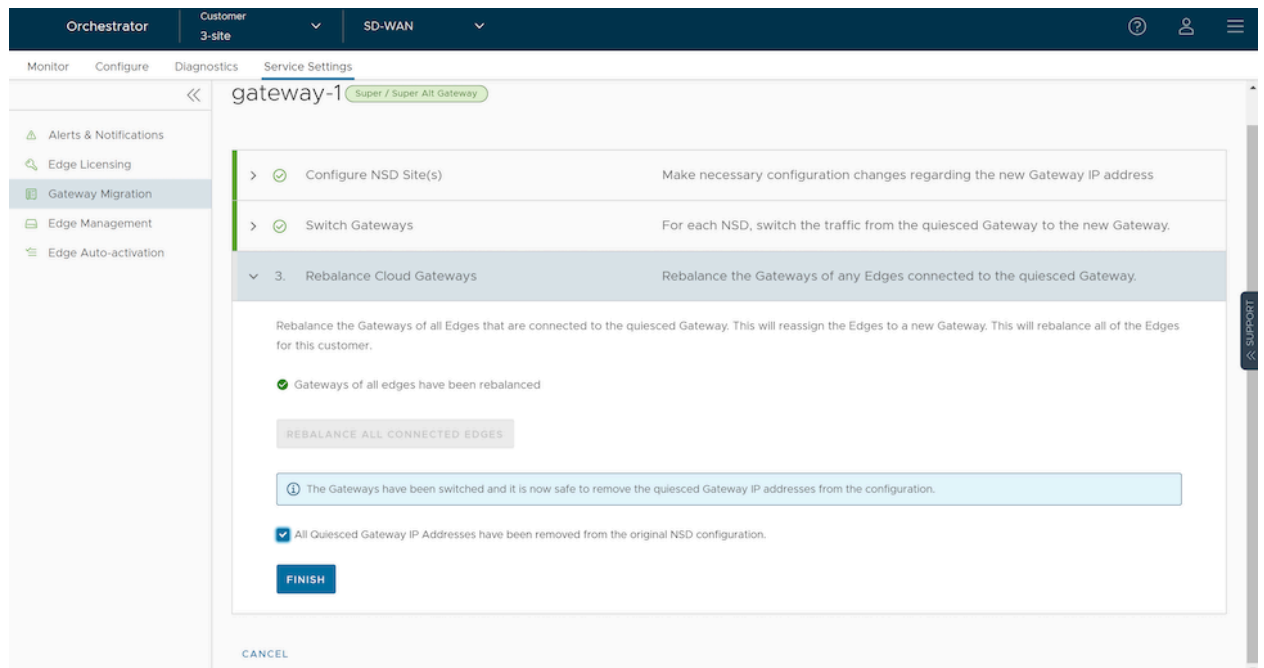 Orchestrator
Customer
3-site
SD-WAN
Monitor
Configure
Diagnostics
Service Settings
Alerts & Notifications
Edge Licensing
Gateway Migration
Edge Management
Edge Auto-activation
gateway-1 Super / Super Alt Gateway
Configure NSD Site(s) Make necessary configuration changes regarding the new Gateway IP address
Switch Gateways For each NSD, switch the traffic from the quiesced Gateway to the new Gateway.
3. Rebalance Cloud Gateways Rebalance the Gateways of any Edges connected to the quiesced Gateway.
Rebalance the Gateways of all Edges that are connected to the quiesced Gateway. This will reassign the Edges to a new Gateway. This will rebalance all of the Edges
for this customer.
Gateways of all edges have been rebalanced
REBALANCE ALL CONNECTED EDGES
The Gateways have been switched and it is now safe to remove the quiesced Gateway IP addresses from the configuration.
All Quiesced Gateway IP Addresses have been removed from the original NSD configuration.
FINISH
CANCEL
SUPPORT